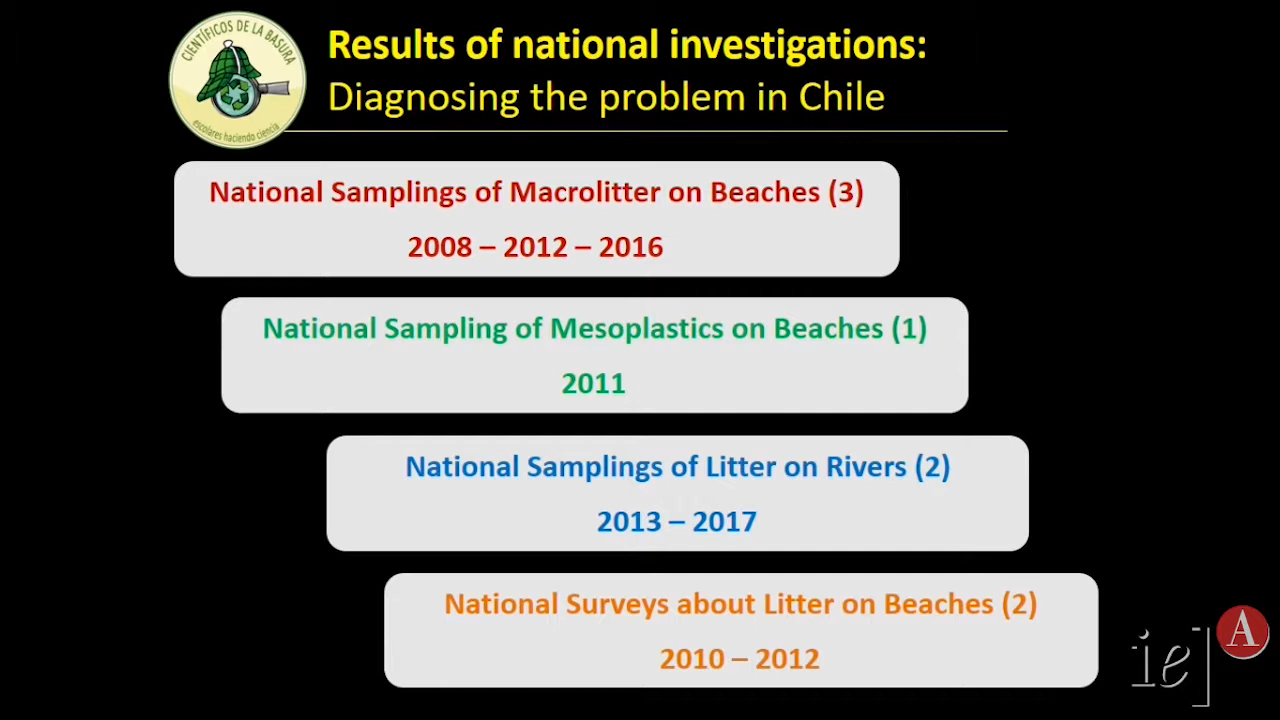 CIENTÍFICOS DE LA BASURA
escolares haciendo ciencia
Results of national investigations:
Diagnosing the problem in Chile
National Samplings of Macrolitter on Beaches (3)
2008 – 2012 – 2016
National Sampling of Mesoplastics on Beaches (1)
2011
National Samplings of Litter on Rivers (2)
2013 – 2017
National Surveys about Litter on Beaches (2)
2010 – 2012
ie] A